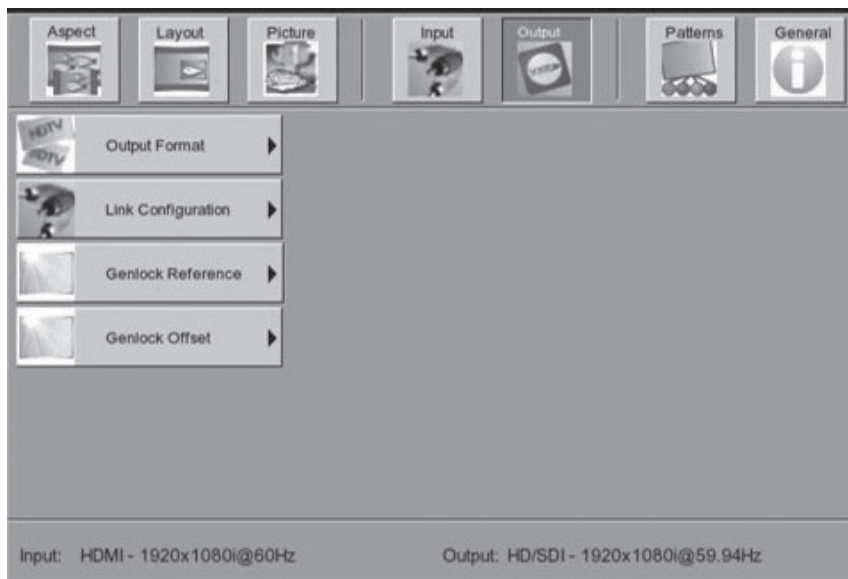 Aspect
Layout
Picture
Input
Output
Patterns
General
HDTV
HDTV
Output Format
Link Configuration
Genlock Reference
Genlock Offset
Input: HDMI - 1920x1080i@60Hz
Output: HD/SDI - 1920x1080i@59.94Hz